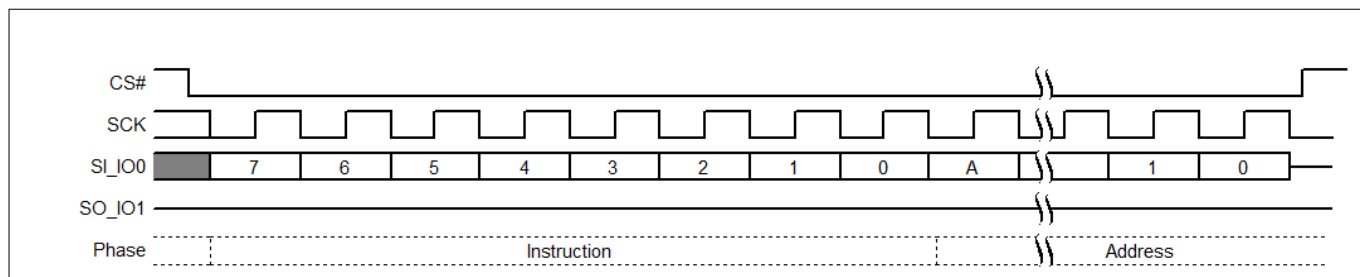 CS#
SCK
SI_IO0 7 6 5 4 3 2 1 0 A 1 0
SO_IO1
Phase Instruction Address